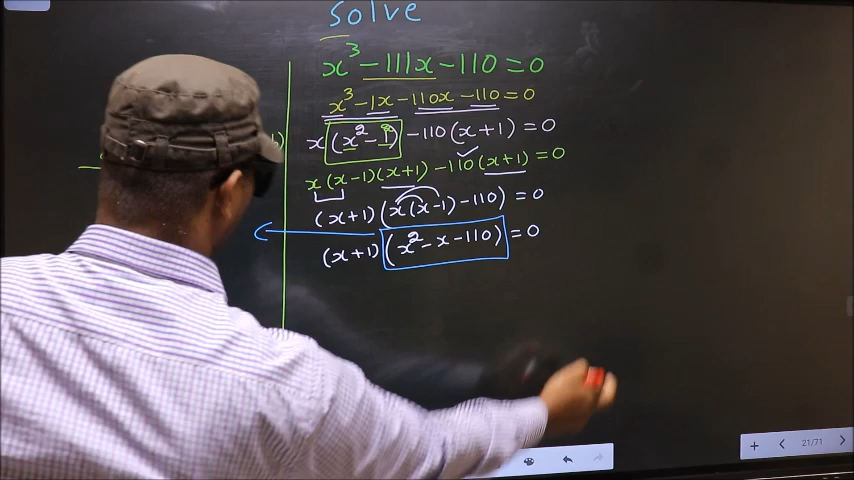 Solve
x³ - 111x - 110 = 0
x³ - 1x - 110x - 110 = 0
x (x² - 1²) - 110 (x + 1) = 0
x (x - 1)(x + 1) - 110 (x + 1) = 0
(x + 1) (x (x - 1) - 110) = 0
(x + 1) (x² - x - 110) = 0
21/71